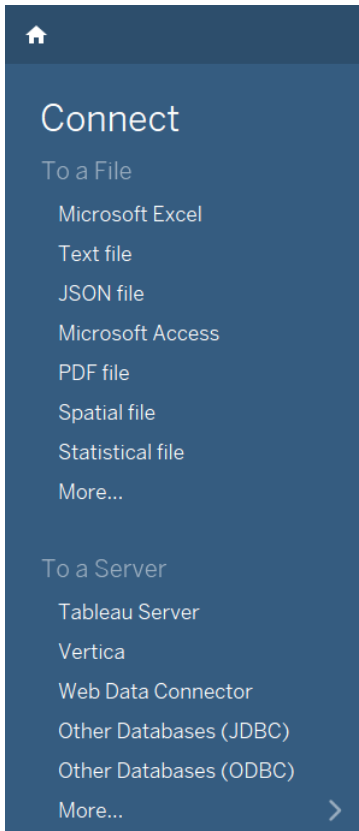 Connect
To a File
Microsoft Excel
Text file
JSON file
Microsoft Access
PDF file
Spatial file
Statistical file
More...
To a Server
Tableau Server
Vertica
Web Data Connector
Other Databases (JDBC)
Other Databases (ODBC)
More...